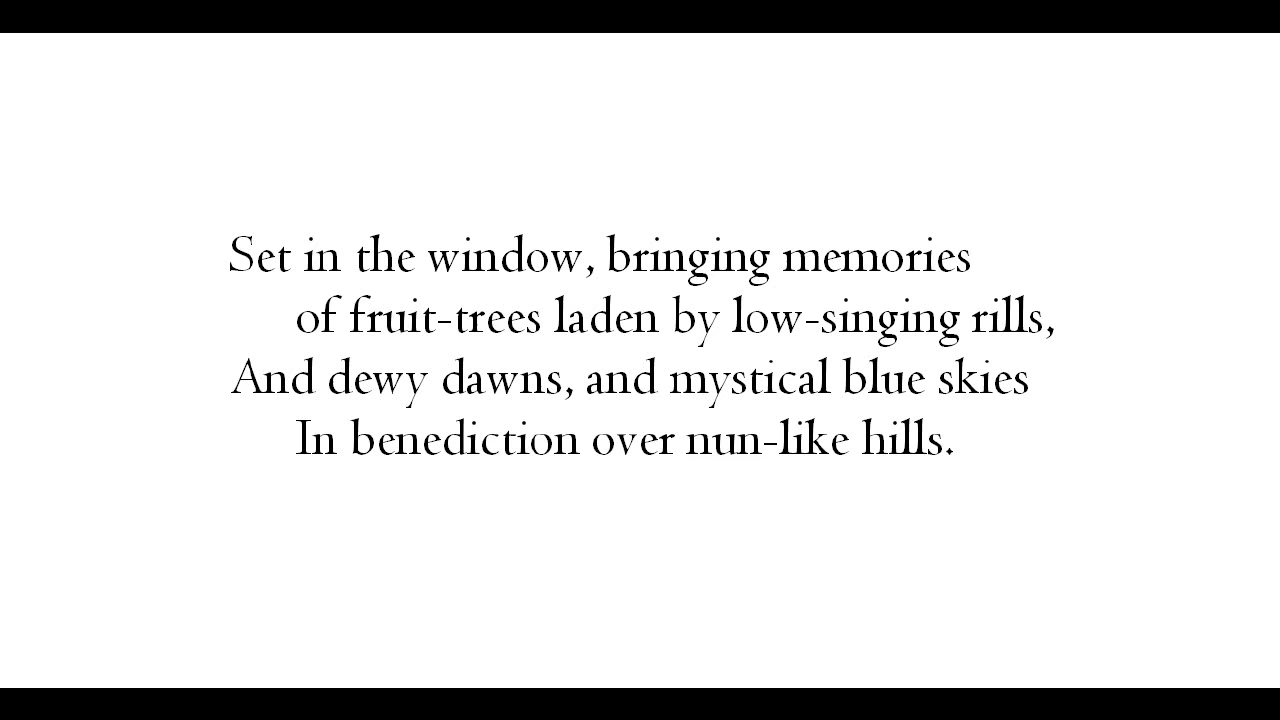 Set in the window, bringing memories
of fruit-trees laden by low-singing rills,
And dewy dawns, and mystical blue skies
In benediction over nun-like hills.